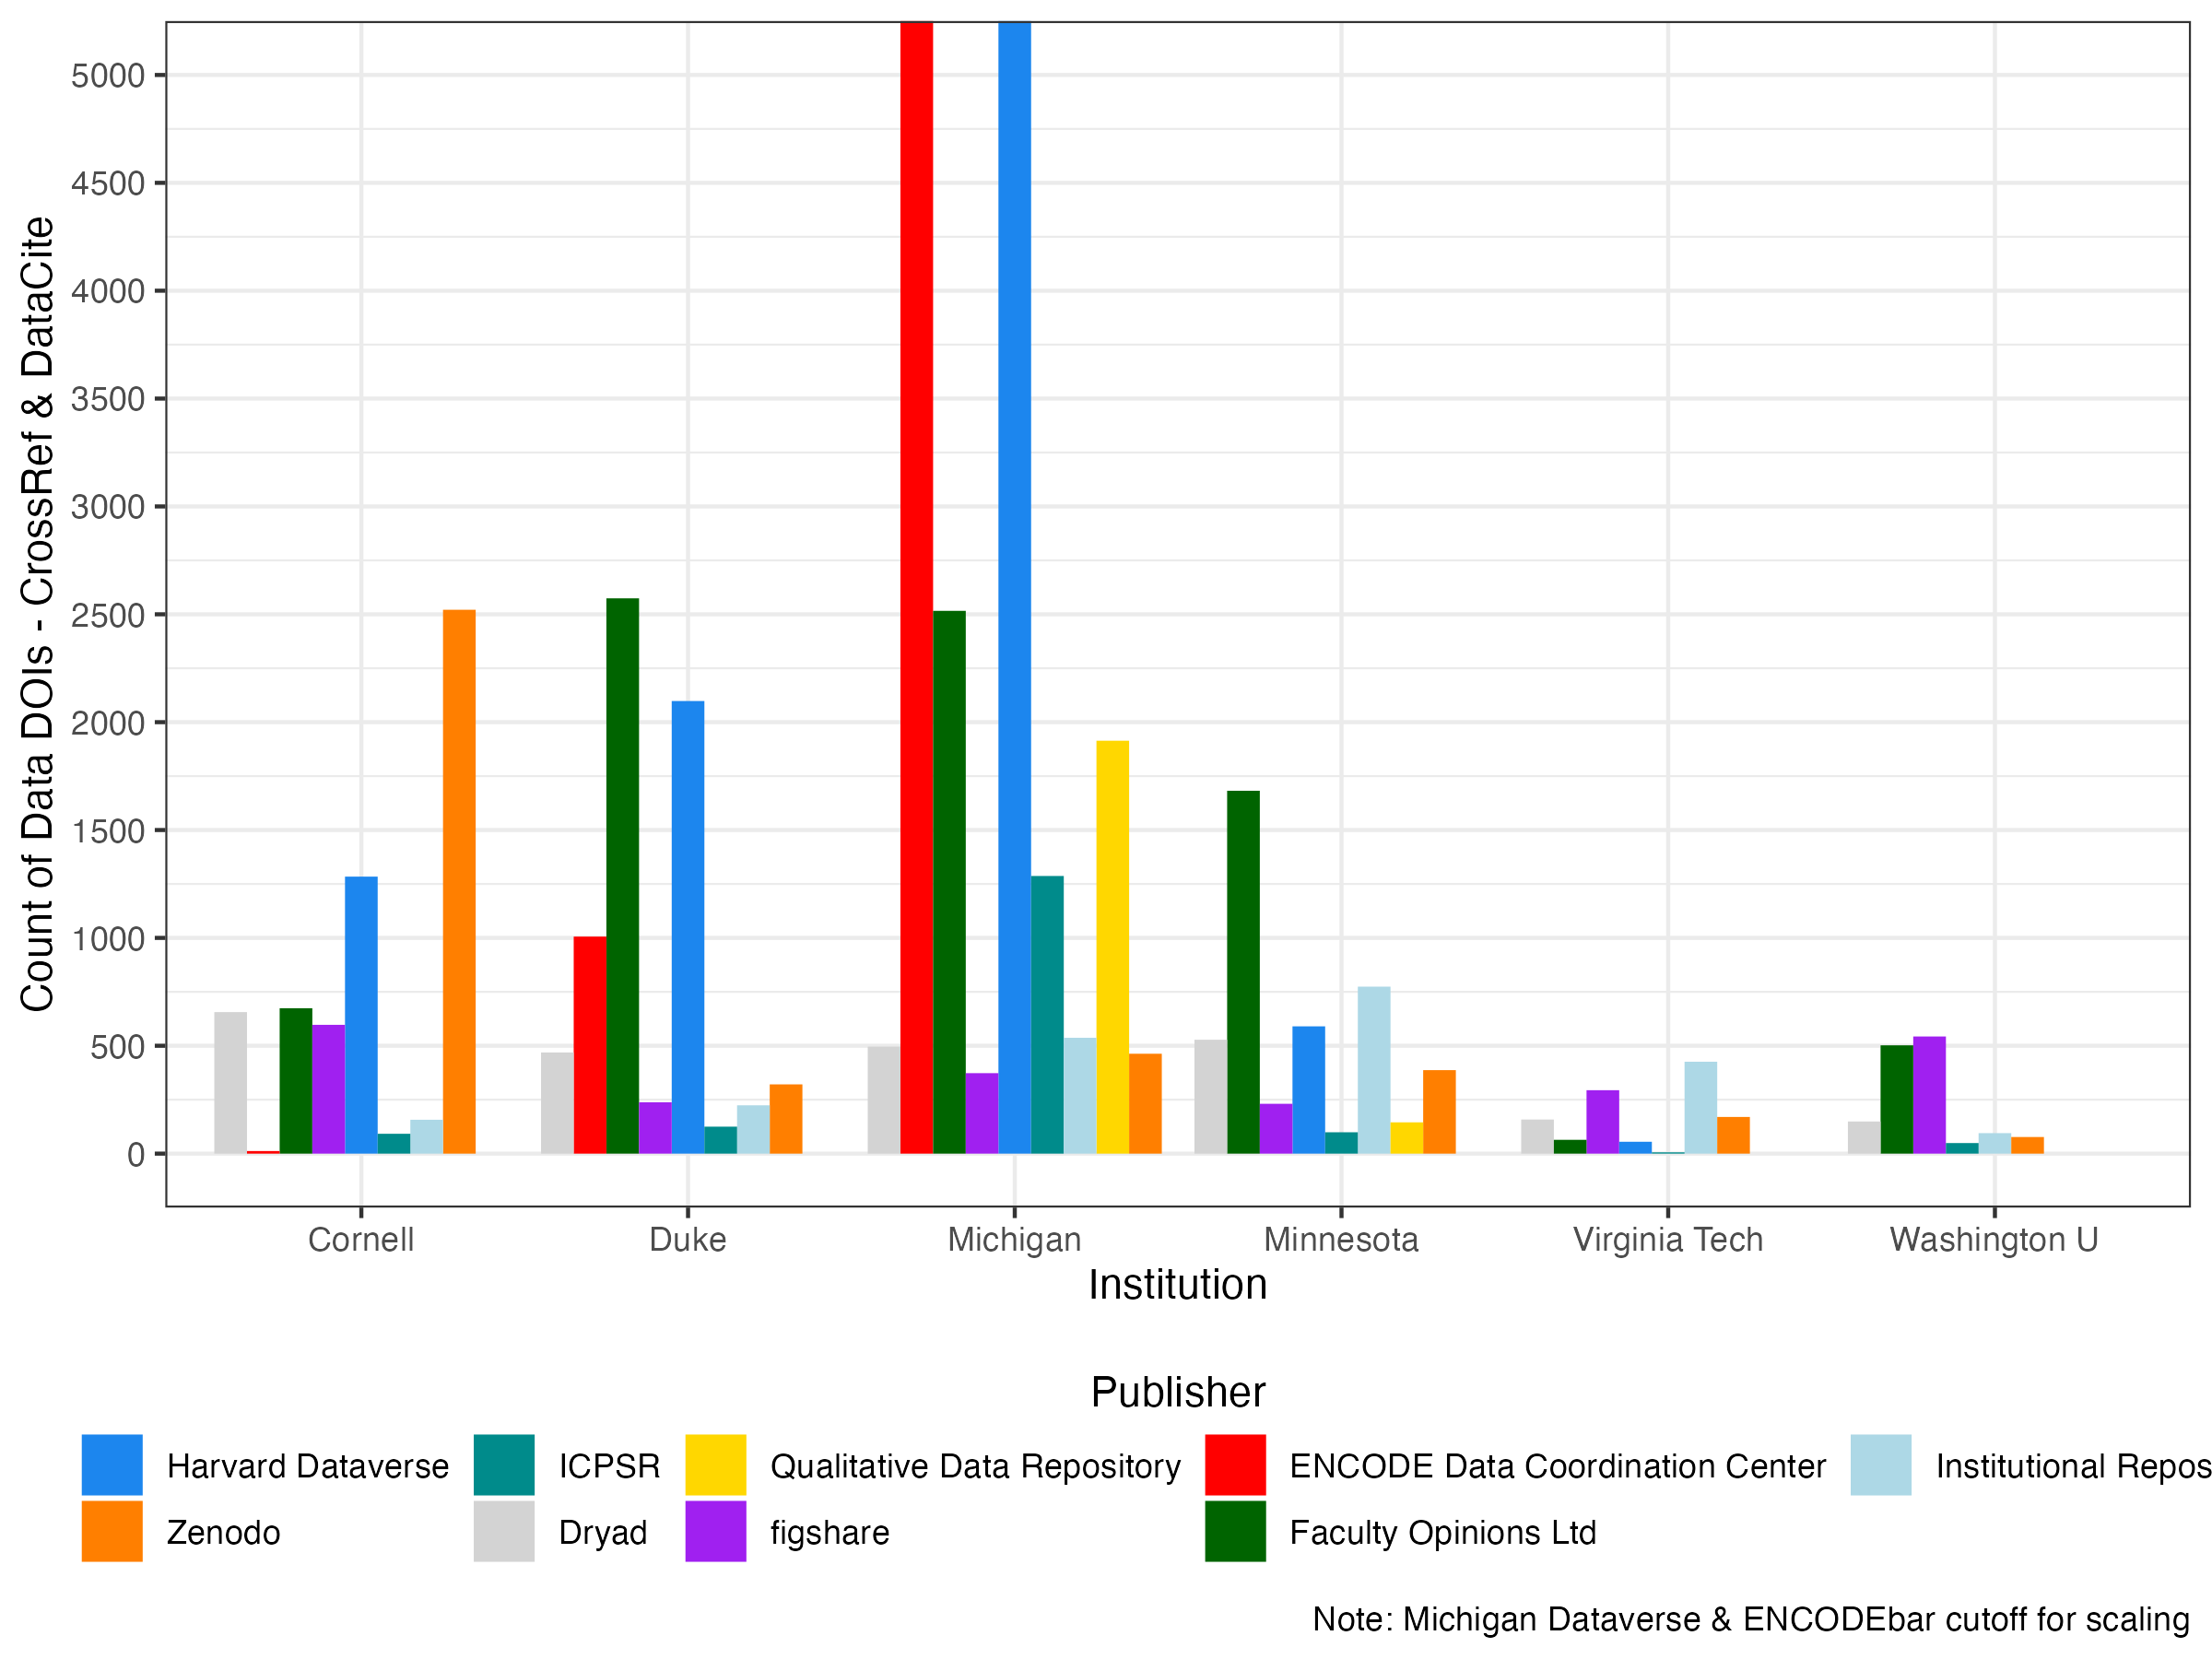 Count of Data DOIs - CrossRef & DataCite
5000
4500
4000
3500
3000
2500
2000
1500
1000
500
0
Cornell Duke Michigan Minnesota Virginia Tech Washington U
Institution
Publisher
Harvard Dataverse ICPSR Qualitative Data Repository ENCODE Data Coordination Center Institutional Repos
Zenodo Dryad figshare Faculty Opinions Ltd
Note: Michigan Dataverse & ENCODEbar cutoff for scaling